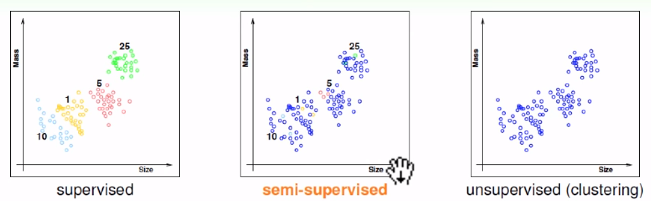 Mass
25
5
1
10
Size
supervised
Mass
25
5
1
10
Size
semi-supervised
Mass
Size
unsupervised (clustering)